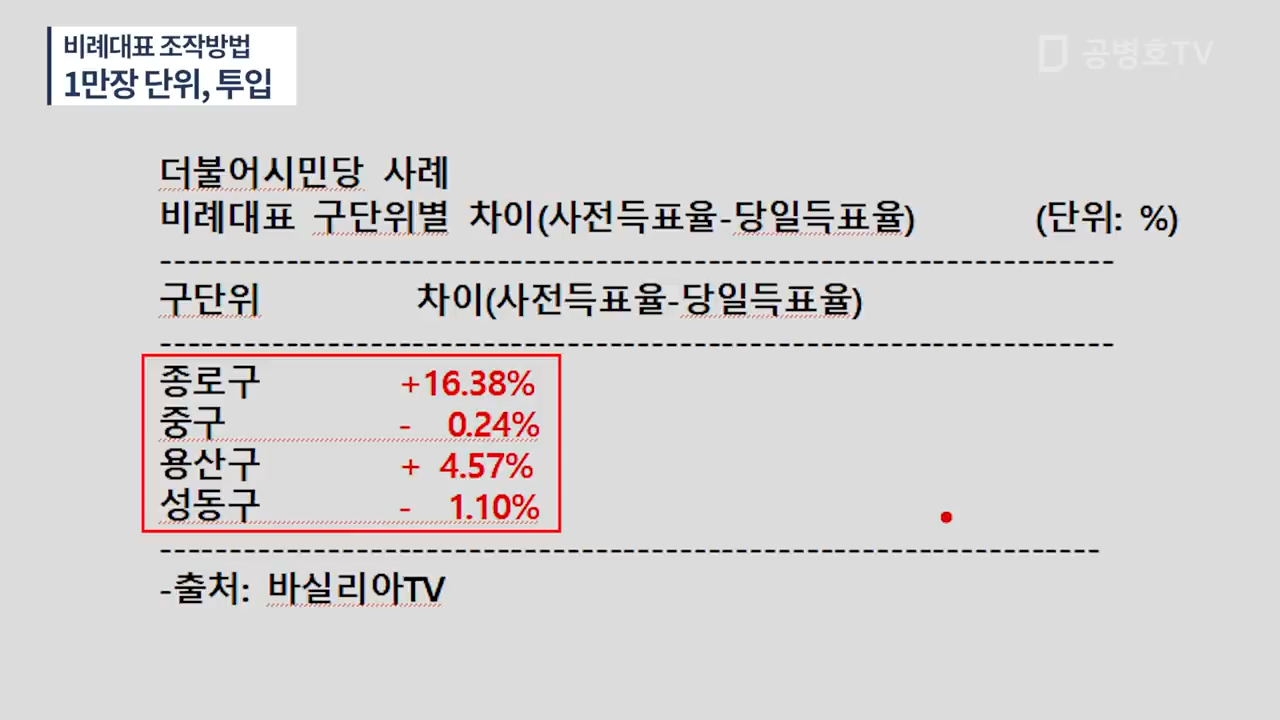 비례대표 조작방법
1만장 단위, 투입
공병호TV
더불어시민당 사례
비례대표 구단위별 차이(사전득표율-당일득표율) (단위: %)
---------------------------------------------------------------------
구단위 차이(사전득표율-당일득표율)
---------------------------------------------------------------------
종로구 +16.38%
중구 - 0.24%
용산구 + 4.57%
성동구 - 1.10%
--------------------------------------------------------------------
-출처: 바실리아TV